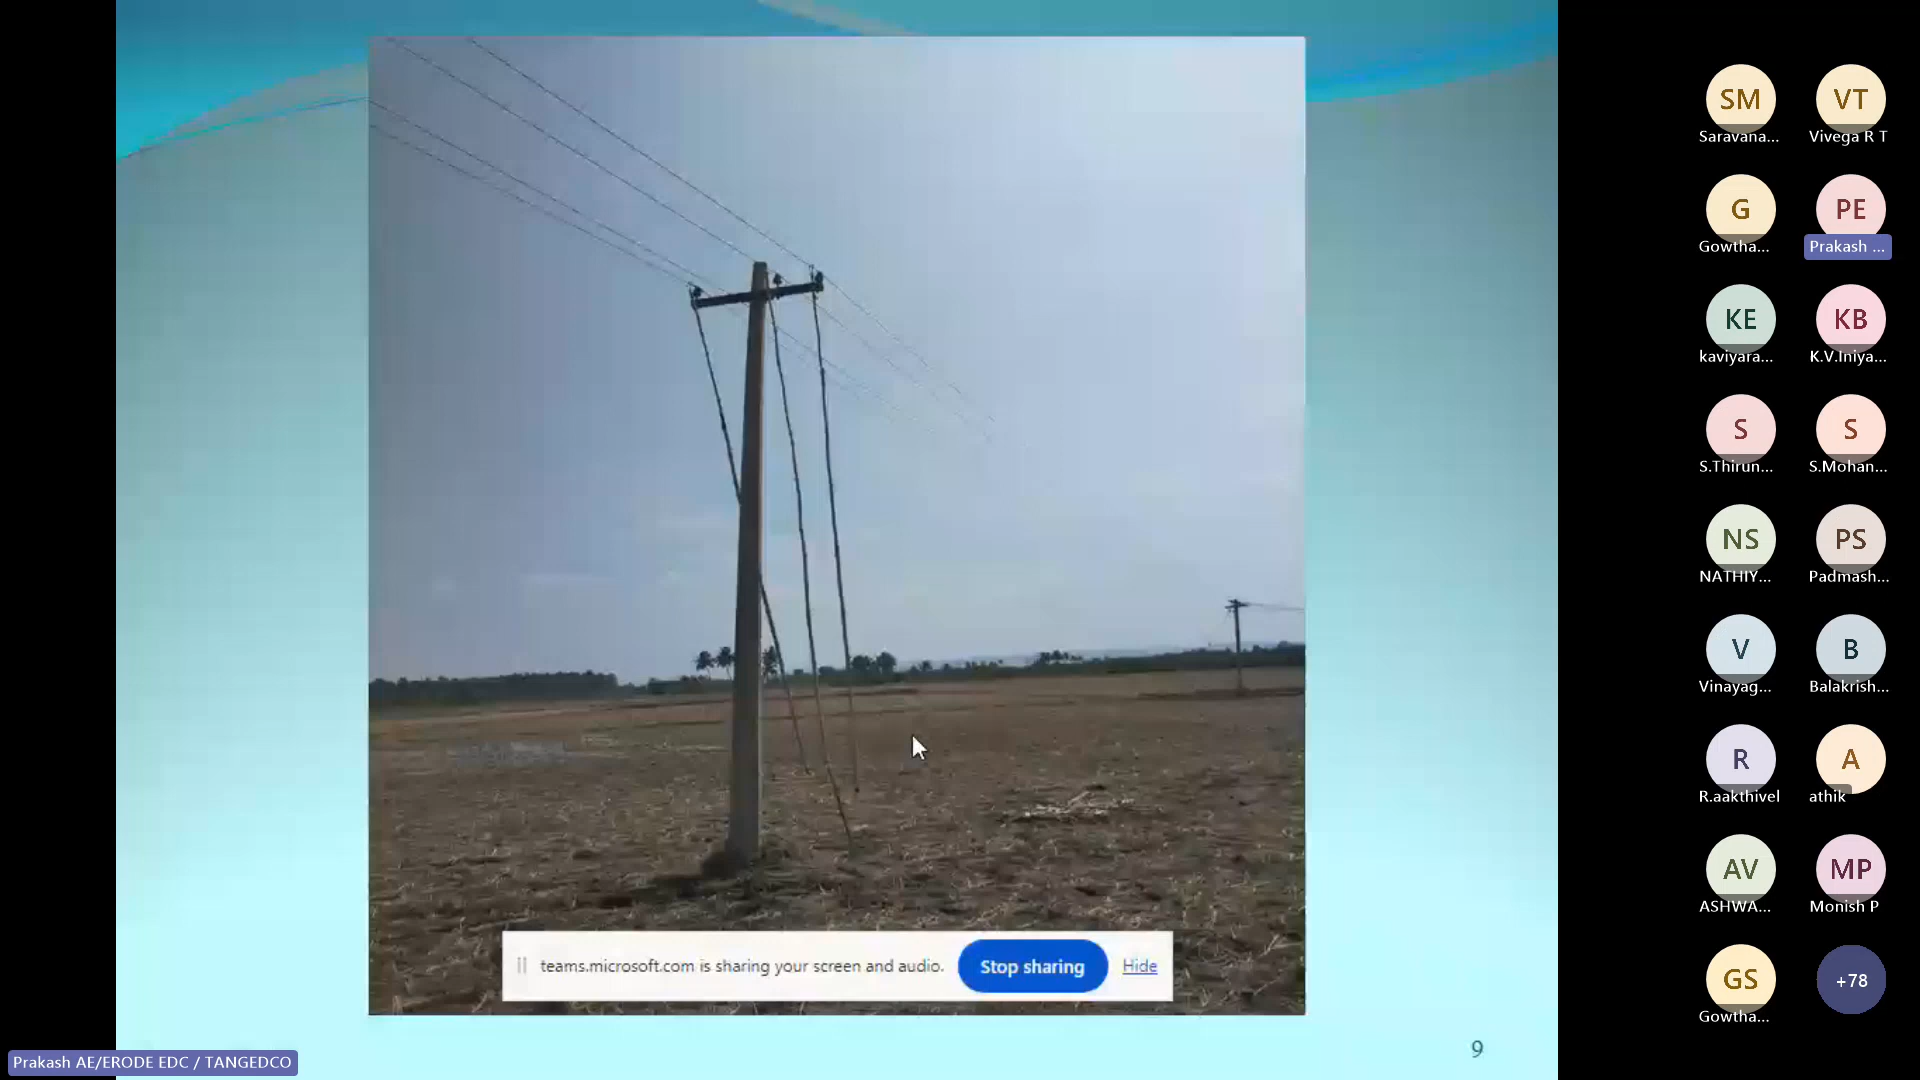 SM
Saravana...
VT
Vivega R T
G
Gowtha...
PE
Prakash ...
KE
kaviyara...
KB
K.V.Iniya...
S
S.Thirun...
S
S.Mohan...
NS
NATHIY...
PS
Padmash...
V
Vinayag...
B
Balakrish...
R
R.aakthivel
A
athik
AV
ASHWA...
MP
Monish P
GS
Gowtha...
+78
teams.microsoft.com is sharing your screen and audio.
Stop sharing
Hide
9
Prakash AE/ERODE EDC / TANGEDCO